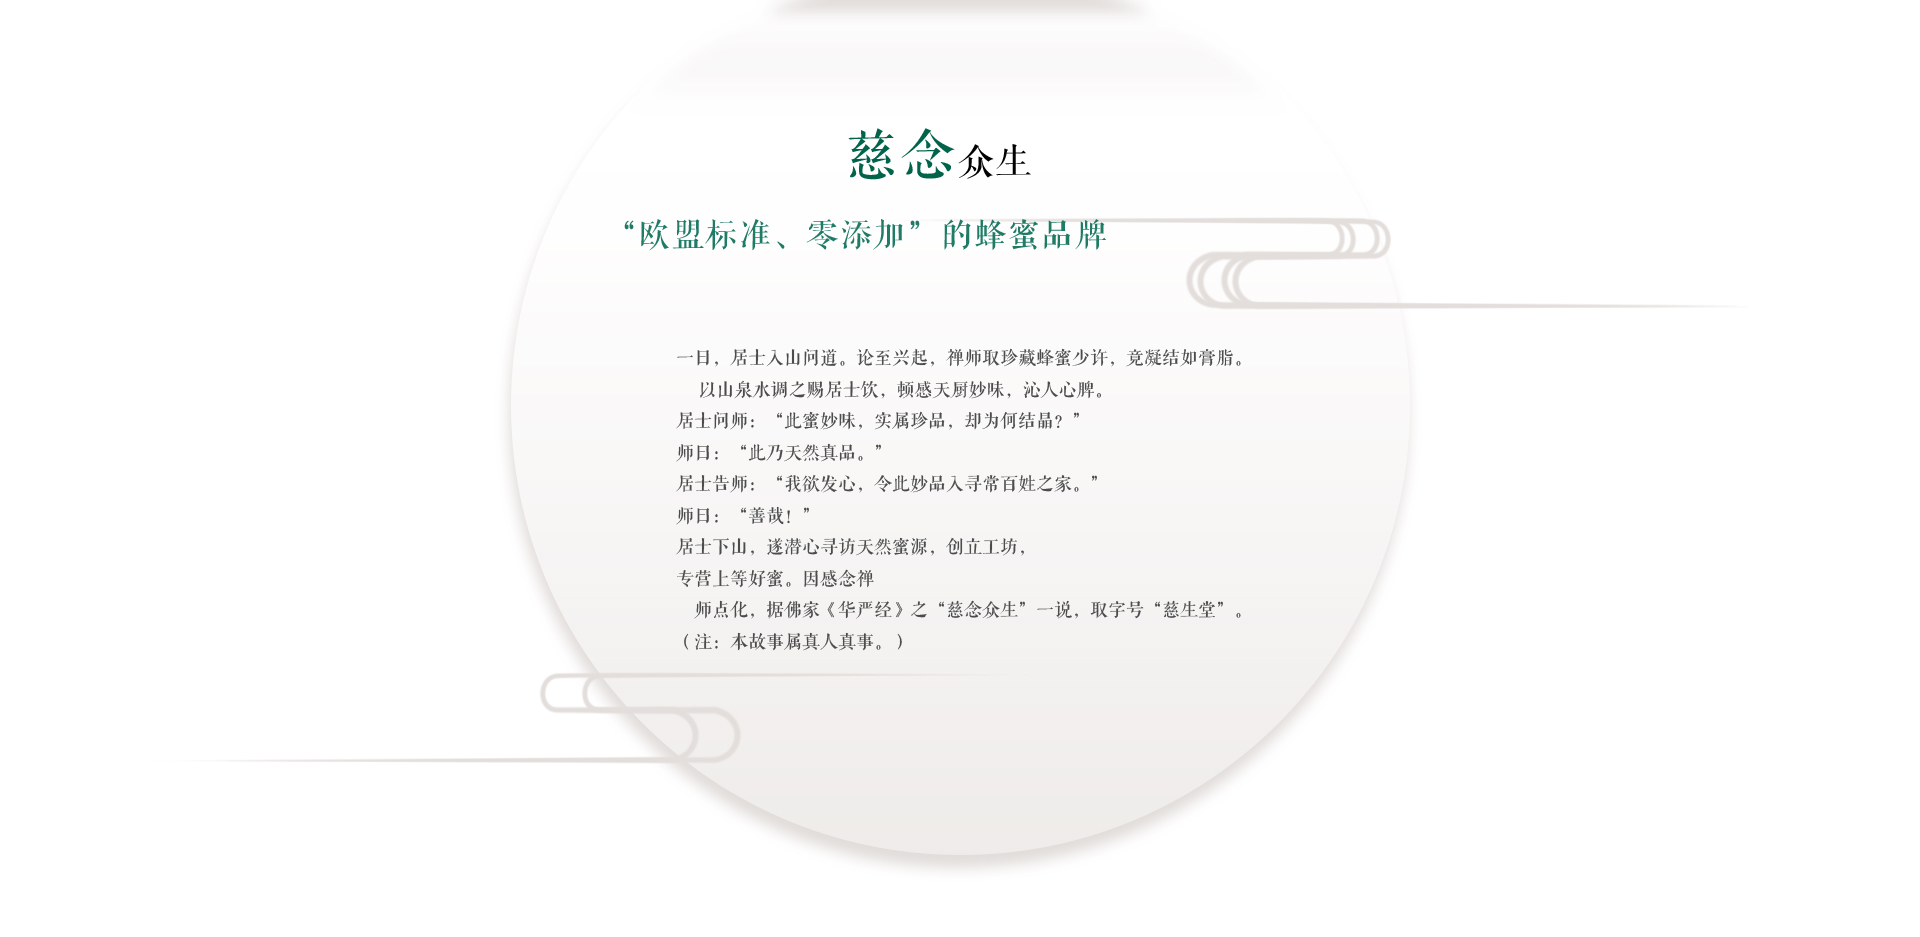 慈念众生
“欧盟标准、零添加”的蜂蜜品牌
一日，居士入山问道。论至兴起，禅师取珍藏蜂蜜少许，竟凝结如膏脂。
以山泉水调之赐居士饮，顿感天厨妙味，沁人心脾。
居士问师：“此蜜妙味，实属珍品，却为何结晶？”
师曰：“此乃天然真品。”
居士告师：“我欲发心，令此妙品入寻常百姓之家。”
师曰：“善哉！”
居士下山，遂潜心寻访天然蜜源，创立工坊，
专营上等好蜜。因感念禅
师点化，据佛家《华严经》之“慈念众生”一说，取字号“慈生堂”。
（注：本故事属真人真事。）